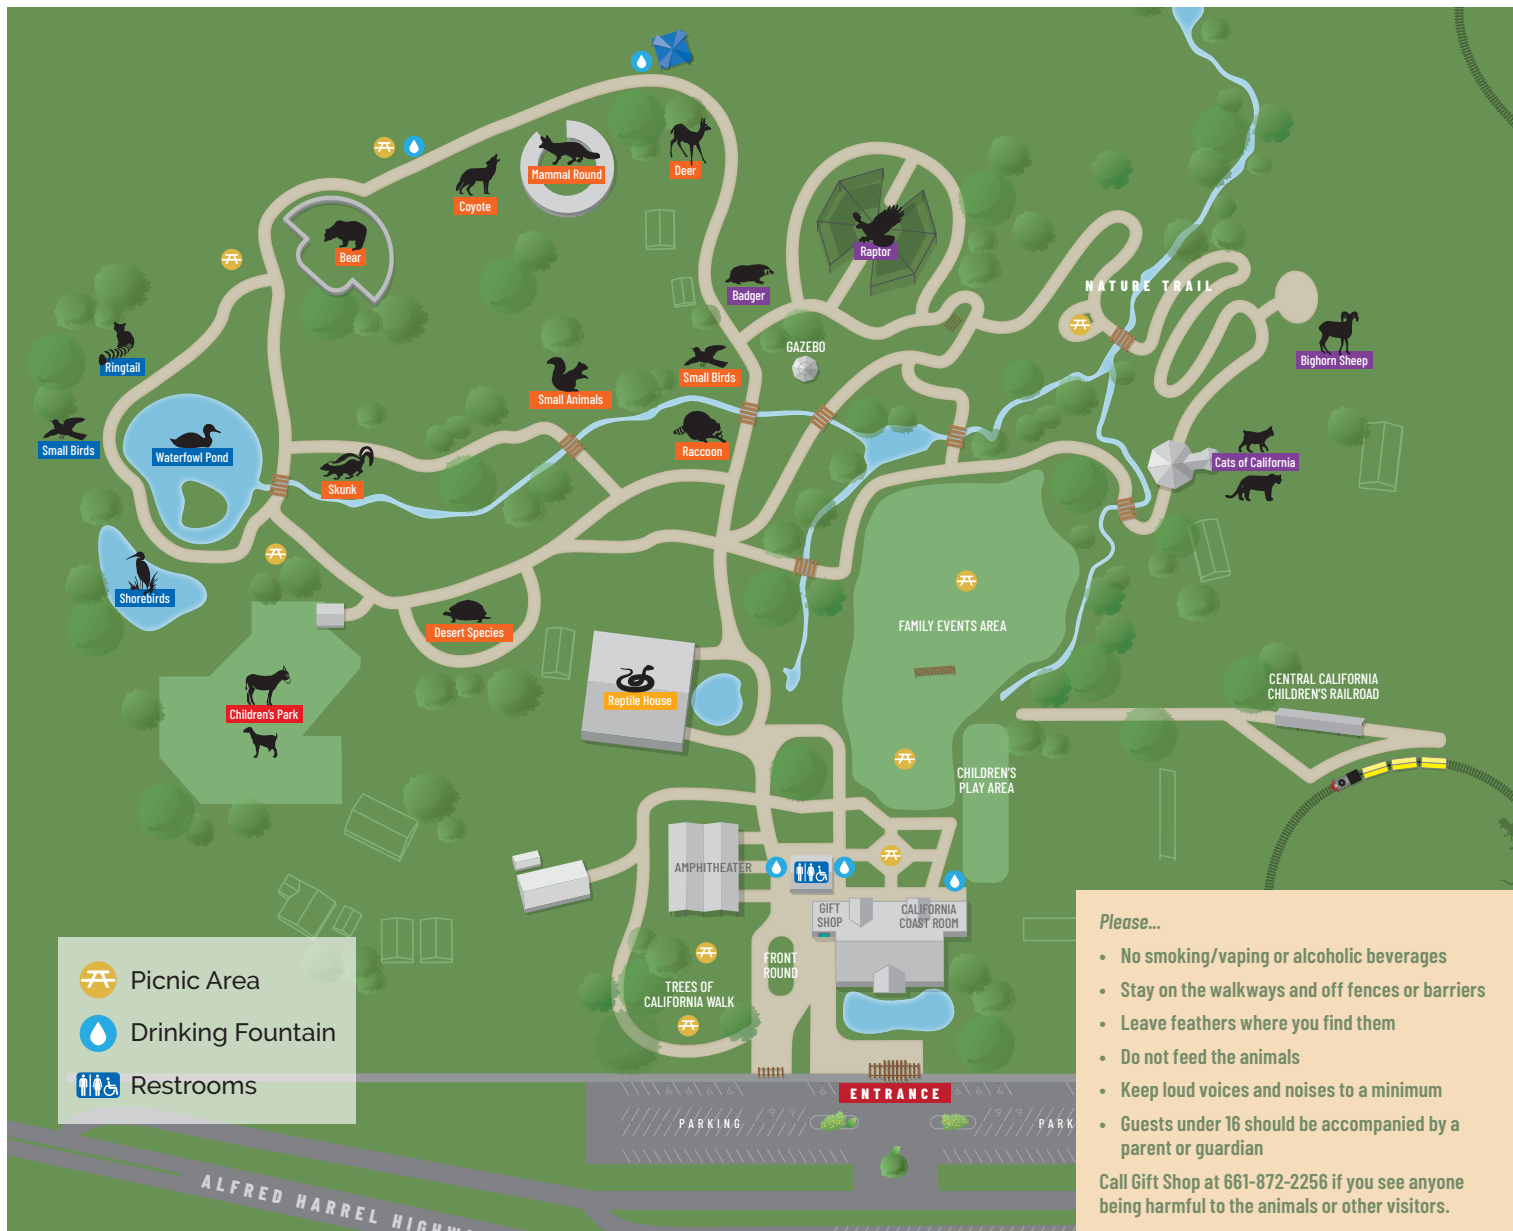 Mammal Round
Deer
Coyote
Bear
Raptor
Badger
NATURE TRAIL
Bighorn Sheep
GAZEBO
Ringtail
Small Birds
Small Animals
Small Birds
Raccoon
Waterfowl Pond
Skunk
Cats of California
Shorebirds
Desert Species
FAMILY EVENTS AREA
Reptile House
Children's Park
CENTRAL CALIFORNIA
CHILDREN'S RAILROAD
CHILDREN'S
PLAY AREA
AMPHITHEATER
GIFT
SHOP
CALIFORNIA
COAST ROOM
FRONT
ROUND
TREES OF
CALIFORNIA WALK
Picnic Area
Drinking Fountain
Restrooms
ENTRANCE
PARKING
PARK
ALFRED HARREL HIGHW
Please...
• No smoking/vaping or alcoholic beverages
• Stay on the walkways and off fences or barriers
• Leave feathers where you find them
• Do not feed the animals
• Keep loud voices and noises to a minimum
• Guests under 16 should be accompanied by a
parent or guardian
Call Gift Shop at 661-872-2256 if you see anyone
being harmful to the animals or other visitors.